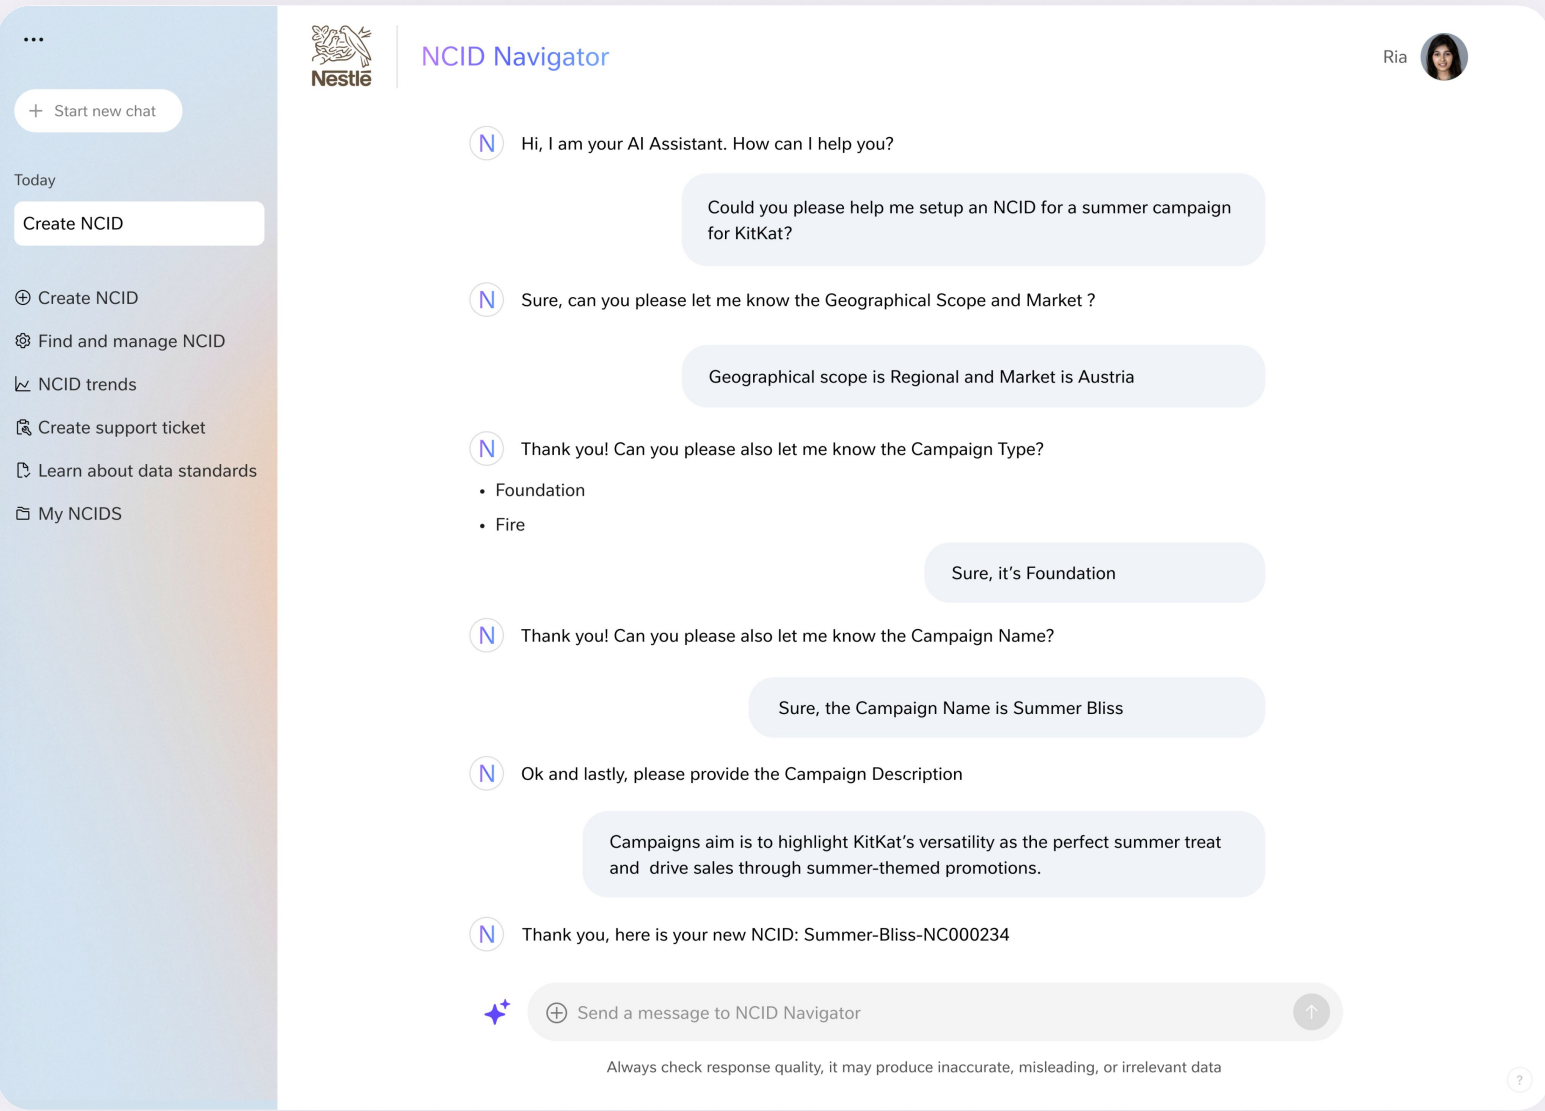 Nestlē
NCID Navigator
Ria
+ Start new chat
Today
Create NCID
Create NCID
Find and manage NCID
NCID trends
Create support ticket
Learn about data standards
My NCIDS
N Hi, I am your AI Assistant. How can I help you?
Could you please help me setup an NCID for a summer campaign
for KitKat?
N Sure, can you please let me know the Geographical Scope and Market ?
Geographical scope is Regional and Market is Austria
N Thank you! Can you please also let me know the Campaign Type?
• Foundation
• Fire
Sure, it’s Foundation
N Thank you! Can you please also let me know the Campaign Name?
Sure, the Campaign Name is Summer Bliss
N Ok and lastly, please provide the Campaign Description
Campaigns aim is to highlight KitKat’s versatility as the perfect summer treat
and  drive sales through summer-themed promotions.
N Thank you, here is your new NCID: Summer-Bliss-NC000234
Send a message to NCID Navigator
Always check response quality, it may produce inaccurate, misleading, or irrelevant data
?